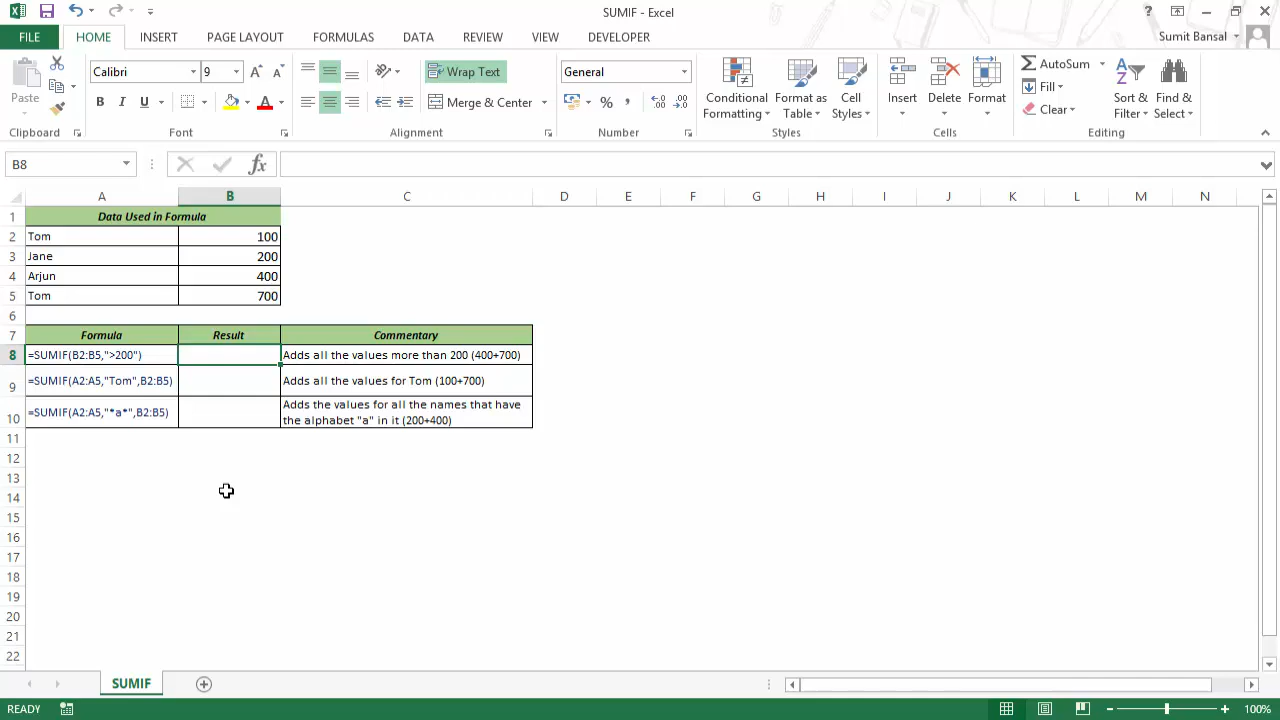 SUMIF - Excel
Sumit Bansal
FILE HOME INSERT PAGE LAYOUT FORMULAS DATA REVIEW VIEW DEVELOPER
Paste
Calibri 9
B I U A
Wrap Text
Merge & Center
General
% ,
Conditional Formatting
Format as Table
Cell Styles
Insert Delete Format
AutoSum
Fill
Clear
Sort & Filter
Find & Select
Clipboard Font Alignment Number Styles Cells Editing
B8 fx
A B C D E F G H I J K L M N
1 Data Used in Formula
2 Tom 100
3 Jane 200
4 Arjun 400
5 Tom 700
6
7 Formula Result Commentary
8 =SUMIF(B2:B5,">200") Adds all the values more than 200 (400+700)
9 =SUMIF(A2:A5,"Tom",B2:B5) Adds all the values for Tom (100+700)
10 =SUMIF(A2:A5,"*a*",B2:B5) Adds the values for all the names that have
the alphabet "a" in it (200+400)
11
12
13
14
15
16
17
18
19
20
21
22
SUMIF
READY 100%